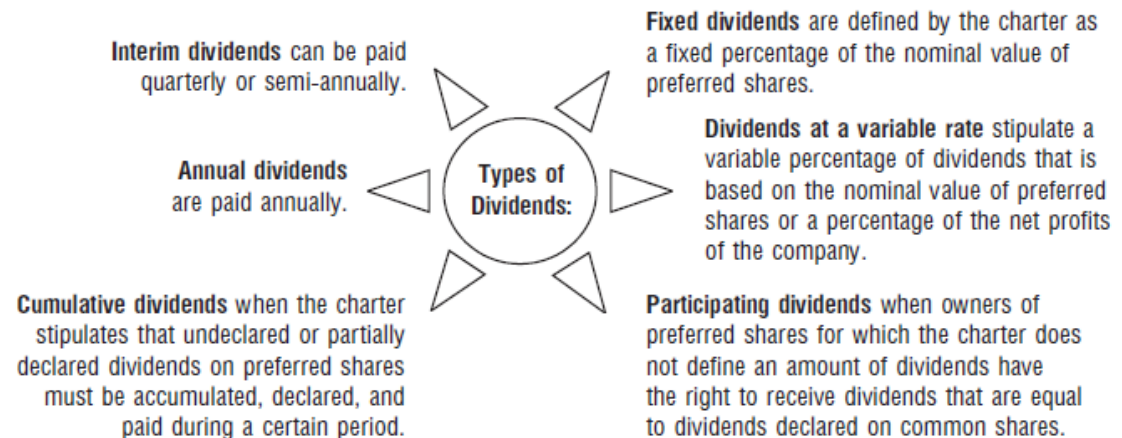 Interim dividends can be paid
quarterly or semi-annually.
Annual dividends
are paid annually.
Cumulative dividends when the charter
stipulates that undeclared or partially
declared dividends on preferred shares
must be accumulated, declared, and
paid during a certain period.
Types of
Dividends:
Fixed dividends are defined by the charter as
a fixed percentage of the nominal value of
preferred shares.
Dividends at a variable rate stipulate a
variable percentage of dividends that is
based on the nominal value of preferred
shares or a percentage of the net profits
of the company.
Participating dividends when owners of
preferred shares for which the charter does
not define an amount of dividends have
the right to receive dividends that are equal
to dividends declared on common shares.